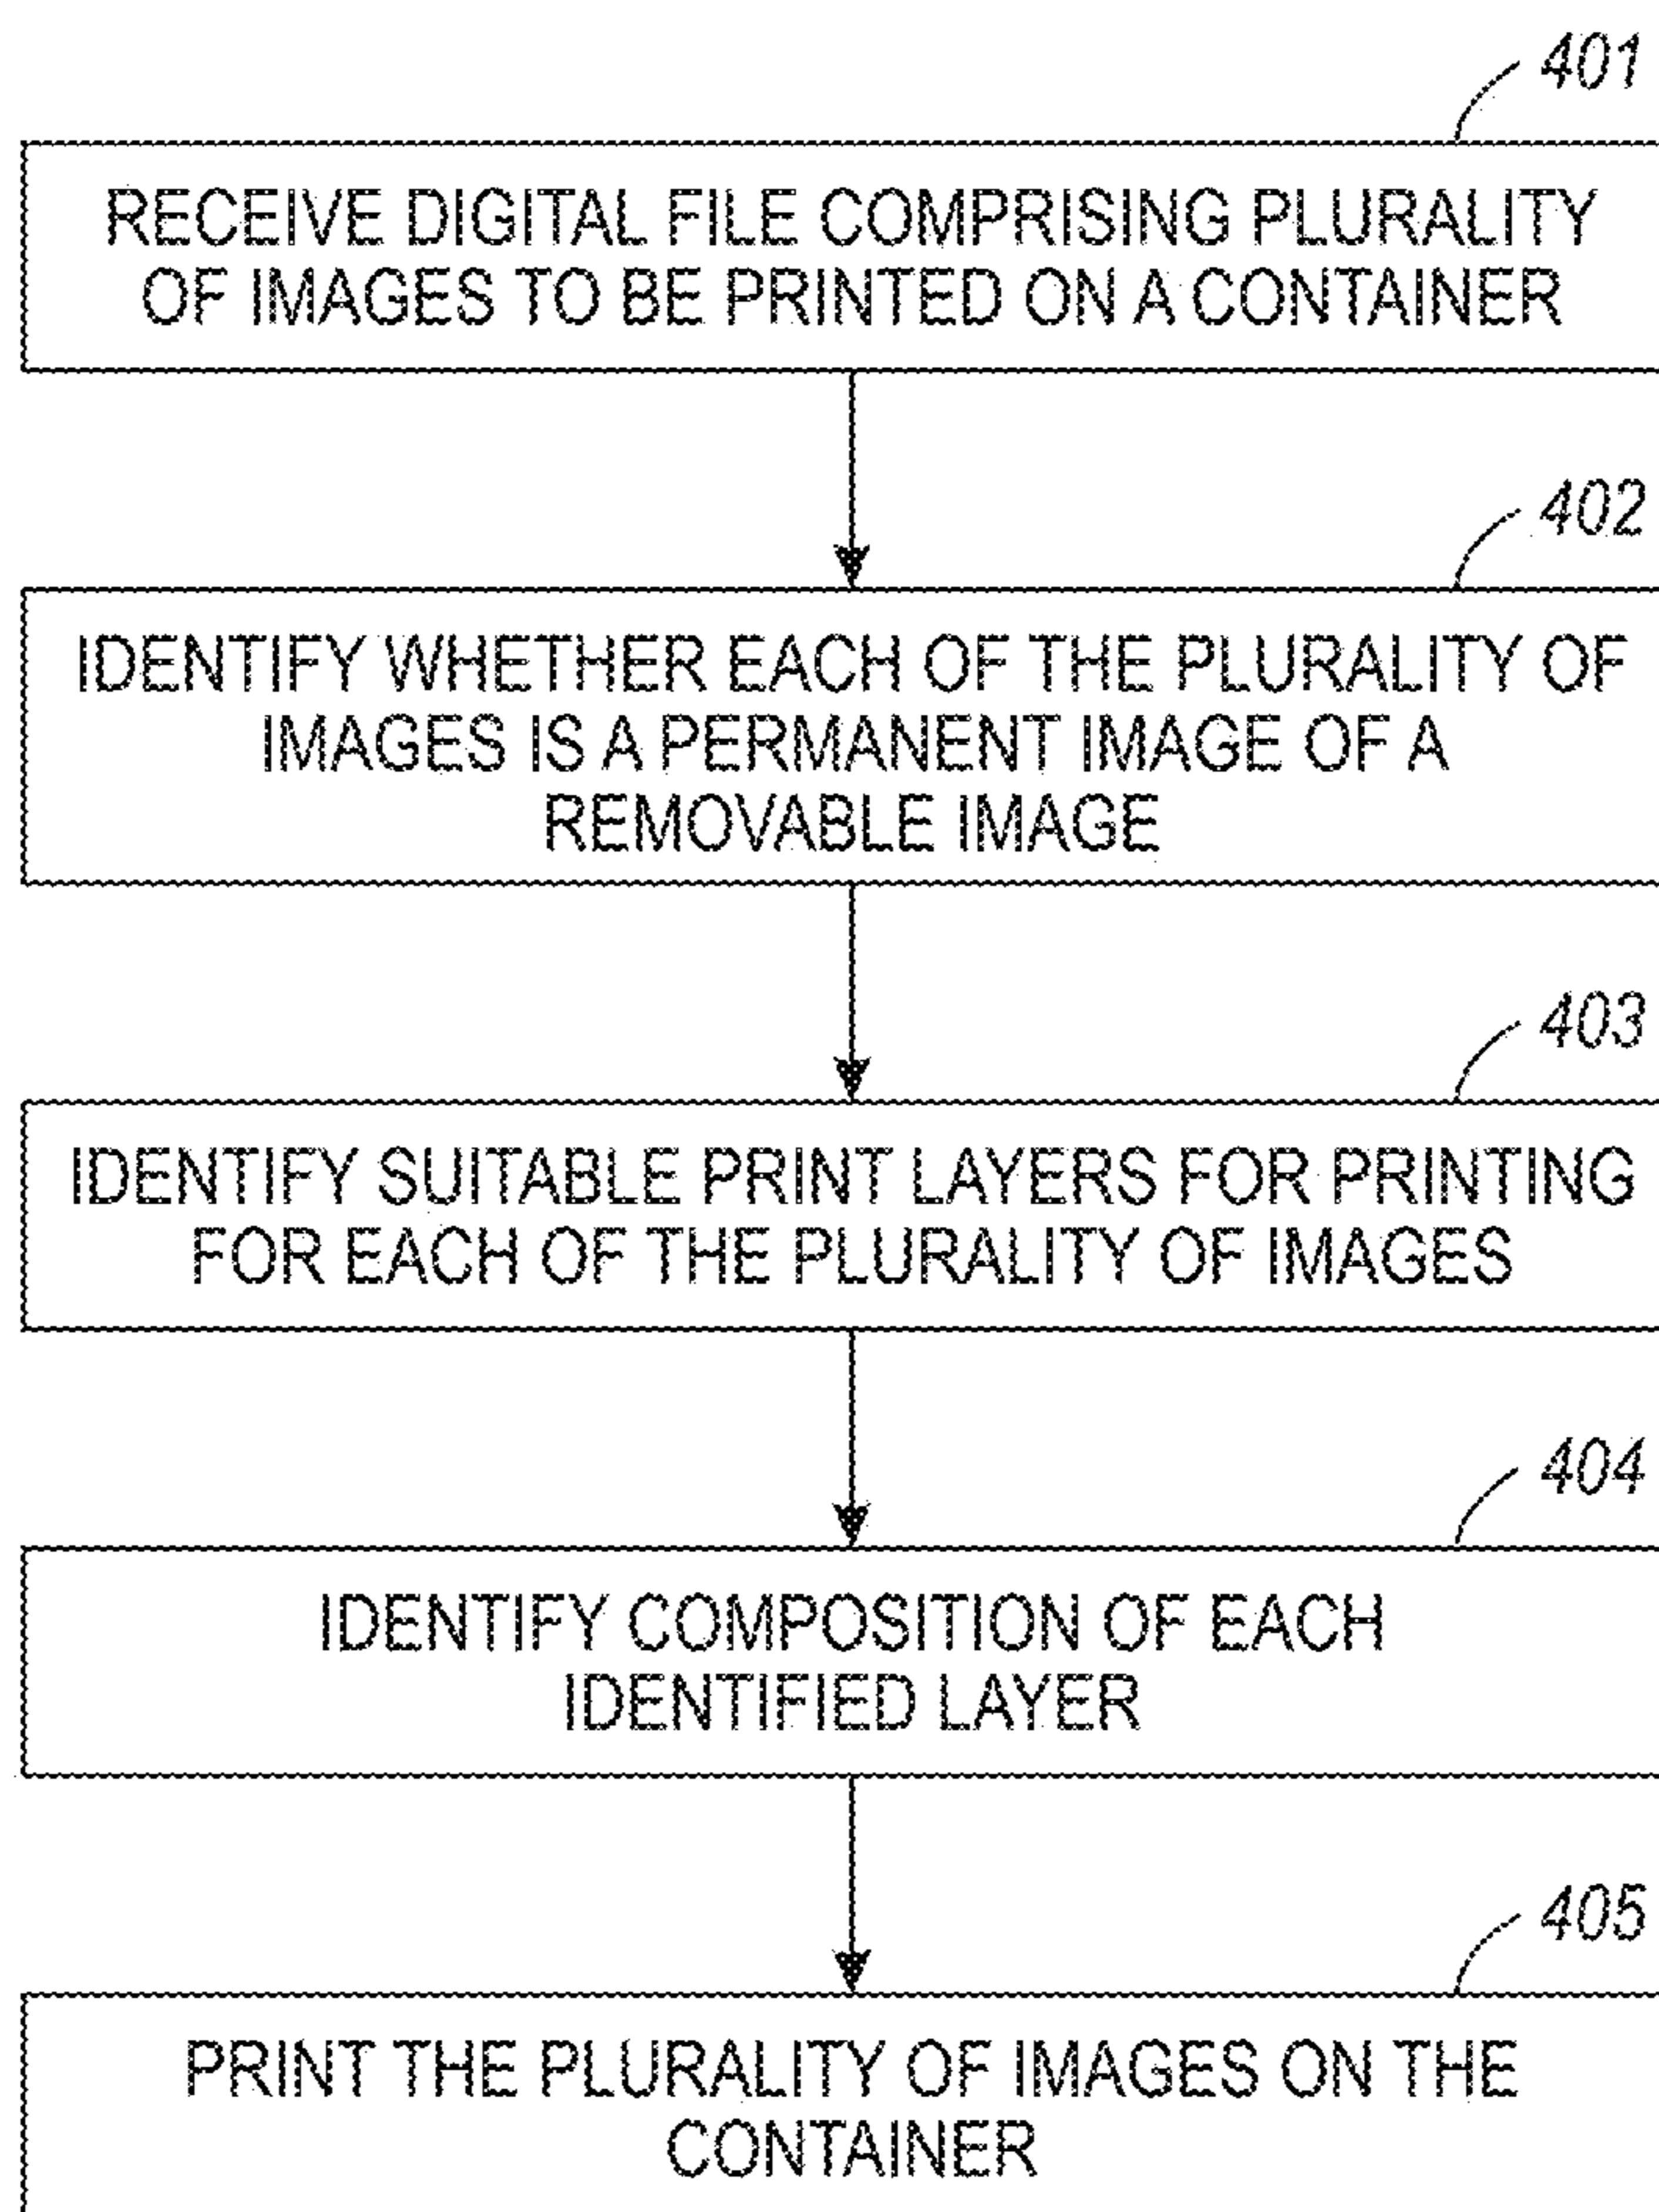 401
RECEIVE DIGITAL FILE COMPRISING PLURALITY
OF IMAGES TO BE PRINTED ON A CONTAINER
402
IDENTIFY WHETHER EACH OF THE PLURALITY OF
IMAGES IS A PERMANENT IMAGE OF A
REMOVABLE IMAGE
403
IDENTIFY SUITABLE PRINT LAYERS FOR PRINTING
FOR EACH OF THE PLURALITY OF IMAGES
404
IDENTIFY COMPOSITION OF EACH
IDENTIFIED LAYER
405
PRINT THE PLURALITY OF IMAGES ON THE
CONTAINER